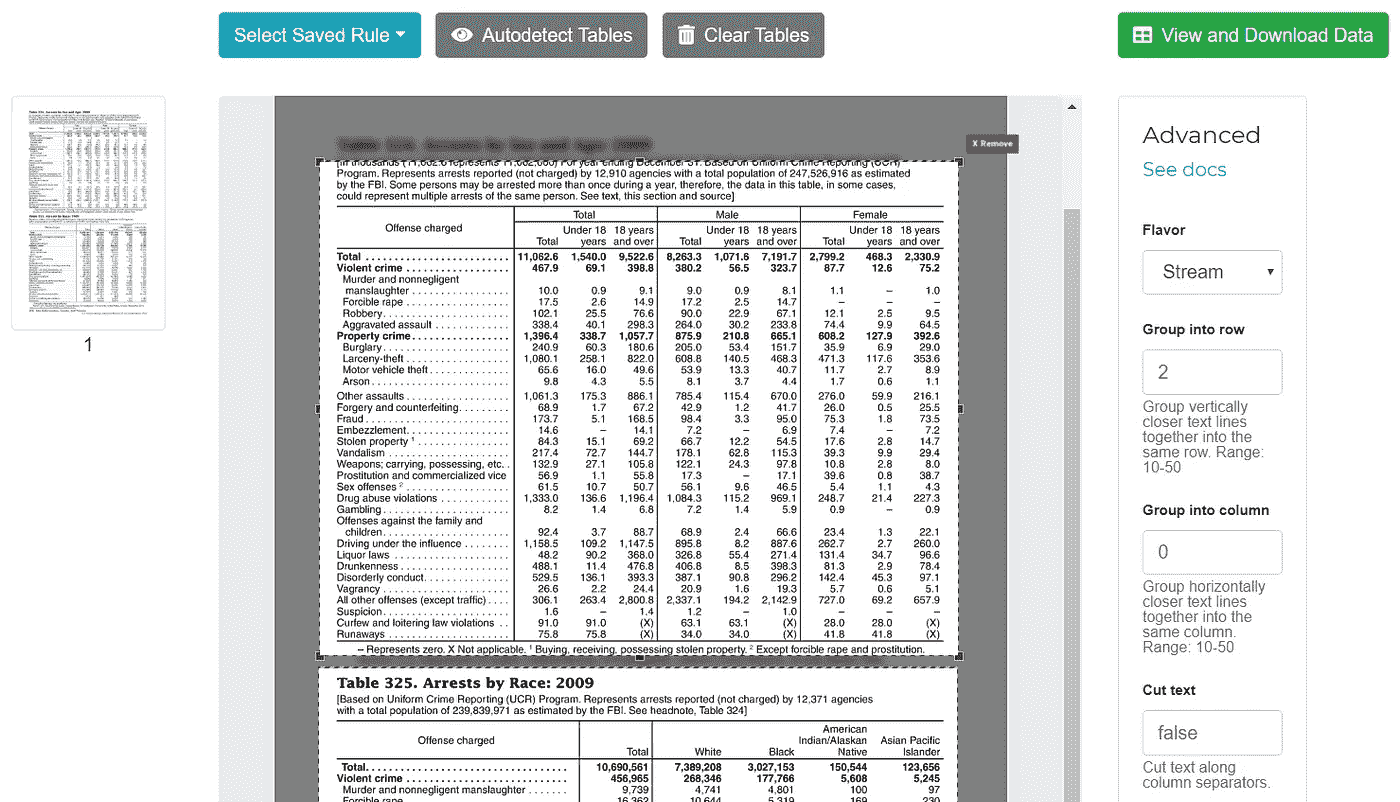 Select Saved Rule
Autodetect Tables
Clear Tables
View and Download Data
1
X Remove
[In thousands (11,062.6 represents 11,062,600) For year ending December 31. Based on Uniform Crime Reporting (UCR)
Program. Represents arrests reported (not charged) by 12,910 agencies with a total population of 247,526,916 as estimated
by the FBI. Some persons may be arrested more than once during a year, therefore, the data in this table, in some cases,
could represent multiple arrests of the same person. See text, this section and source]
Offense charged
Total Male Female
Total Under 18 years 18 years and over Total Under 18 years 18 years and over Total Under 18 years 18 years and over
Total 11,062.6 1,540.0 9,522.6 8,263.3 1,071.6 7,191.7 2,799.2 468.3 2,330.9
Violent crime 467.9 69.1 398.8 380.2 56.5 323.7 87.7 12.6 75.2
Murder and nonnegligent
manslaughter 10.0 0.9 9.1 9.0 0.9 8.1 1.1 – 1.0
Forcible rape 17.5 2.6 14.9 17.2 2.5 14.7 – – –
Robbery 102.1 25.5 76.6 90.0 22.9 67.1 12.1 2.5 9.5
Aggravated assault 338.4 40.1 298.3 264.0 30.2 233.8 74.4 9.9 64.5
Property crime 1,396.4 338.7 1,057.7 875.9 210.8 665.1 608.2 127.9 392.6
Burglary 240.9 60.3 180.6 205.0 53.4 151.7 35.9 6.9 29.0
Larceny-theft 1,080.1 258.1 822.0 608.8 140.5 468.3 471.3 117.6 353.6
Motor vehicle theft 65.6 16.0 49.6 53.9 13.3 40.7 11.7 2.7 8.9
Arson 9.8 4.3 5.5 8.1 3.7 4.4 1.7 0.6 1.1
Other assaults 1,061.3 175.3 886.1 785.4 115.4 670.0 276.0 59.9 216.1
Forgery and counterfeiting 68.9 1.7 67.2 42.9 1.2 41.7 26.0 0.5 25.5
Fraud 173.7 5.1 168.5 98.4 3.3 95.0 75.3 1.8 73.5
Embezzlement 14.6 – 14.1 7.2 – 6.9 7.4 – 7.2
Stolen property ¹ 84.3 15.1 69.2 66.7 12.2 54.5 17.6 2.8 14.7
Vandalism 217.4 72.7 144.7 178.1 62.8 115.3 39.3 9.9 29.4
Weapons; carrying, possessing, etc. 132.9 27.1 105.8 122.1 24.3 97.8 10.8 2.8 8.0
Prostitution and commercialized vice 56.9 1.1 55.8 17.3 – 17.1 39.6 0.8 38.7
Sex offenses ² 61.5 10.7 50.7 56.1 9.6 46.5 5.4 1.1 4.3
Drug abuse violations 1,333.0 136.6 1,196.4 1,084.3 115.2 969.1 248.7 21.4 227.3
Gambling 8.2 1.4 6.8 7.2 1.4 5.9 0.9 – 0.9
Offenses against the family and
children 92.4 3.7 88.7 68.9 2.4 66.6 23.4 1.3 22.1
Driving under the influence 1,158.5 109.2 1,147.5 895.8 8.2 887.6 262.7 2.7 260.0
Liquor laws 48.2 90.2 368.0 326.8 55.4 271.4 131.4 34.7 96.6
Drunkenness 488.1 11.4 476.8 406.8 8.5 398.3 81.3 2.9 78.4
Disorderly conduct 529.5 136.1 393.3 387.1 90.8 296.2 142.4 45.3 97.1
Vagrancy 26.6 2.2 24.4 20.9 1.6 19.3 5.7 0.6 5.1
All other offenses (except traffic) 306.1 263.4 2,800.8 2,337.1 194.2 2,142.9 727.0 69.2 657.9
Suspicion 1.6 – 1.4 1.2 – 1.0 – – –
Curfew and loitering law violations 91.0 91.0 (X) 63.1 63.1 (X) 28.0 28.0 (X)
Runaways 75.8 75.8 (X) 34.0 34.0 (X) 41.8 41.8 (X)
– Represents zero. X Not applicable. ¹ Buying, receiving, possessing stolen property. ² Except forcible rape and prostitution.
Table 325. Arrests by Race: 2009
[Based on Uniform Crime Reporting (UCR) Program. Represents arrests reported (not charged) by 12,371 agencies
with a total population of 239,839,971 as estimated by the FBI. See headnote, Table 324]
Offense charged Total White Black American Indian/Alaskan Native Asian Pacific Islander
Total 10,690,561 7,389,208 3,027,153 150,544 123,656
Violent crime 456,965 268,346 177,766 5,608 5,245
Murder and nonnegligent manslaughter 9,739 4,741 4,801 100 97
Forcible rape 16,362 10,644 5,319 169 230
Advanced
See docs
Flavor
Stream
Group into row
2
Group vertically
closer text lines
together into the
same row. Range:
10-50
Group into column
0
Group horizontally
closer text lines
together into the
same column.
Range: 10-50
Cut text
false
Cut text along
column separators.